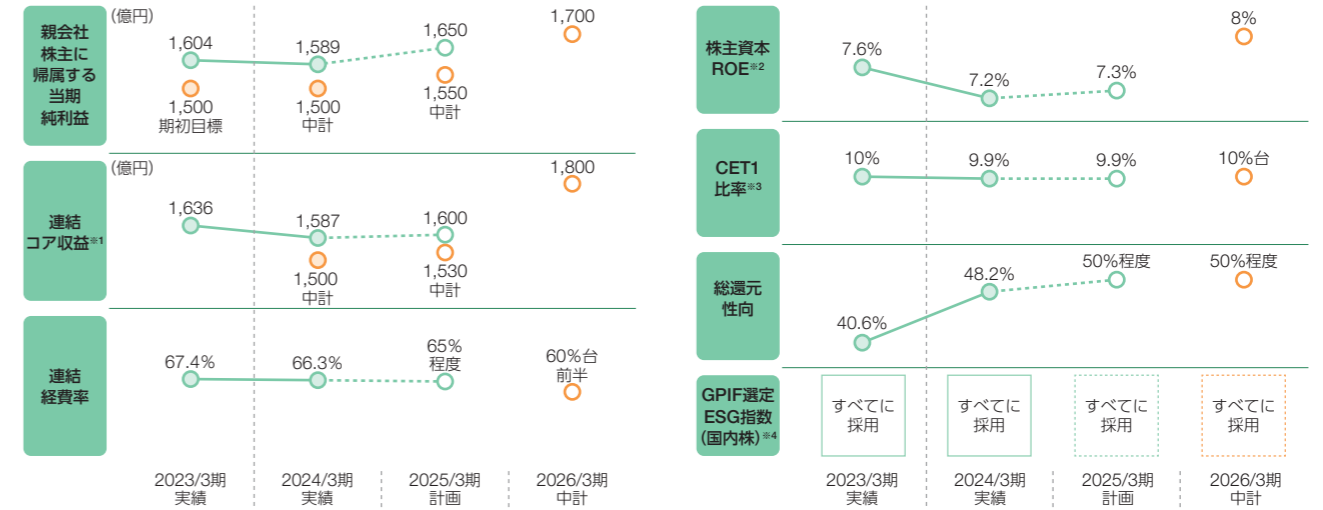 親会社
株主に
帰属する
当期
純利益
(億円)
1,604
1,500
期初目標
1,589
1,500
中計
1,650
1,550
中計
1,700
連結
コア収益※1
(億円)
1,636
1,587
1,500
中計
1,600
1,530
中計
1,800
連結
経費率
67.4%
66.3%
65%
程度
60%台
前半
2023/3期
実績
2024/3期
実績
2025/3期
計画
2026/3期
中計
株主資本
ROE※2
7.6%
7.2%
7.3%
8%
CET1
比率※3
10%
9.9%
9.9%
10%台
総還元
性向
40.6%
48.2%
50%程度
50%程度
GPIF選定
ESG指数
(国内株)※4
すべてに
採用
すべてに
採用
すべてに
採用
すべてに
採用
2023/3期
実績
2024/3期
実績
2025/3期
計画
2026/3期
中計